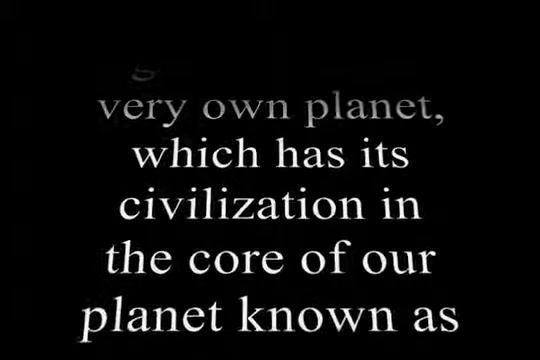 very own planet,
which has its
civilization in
the core of our
planet known as